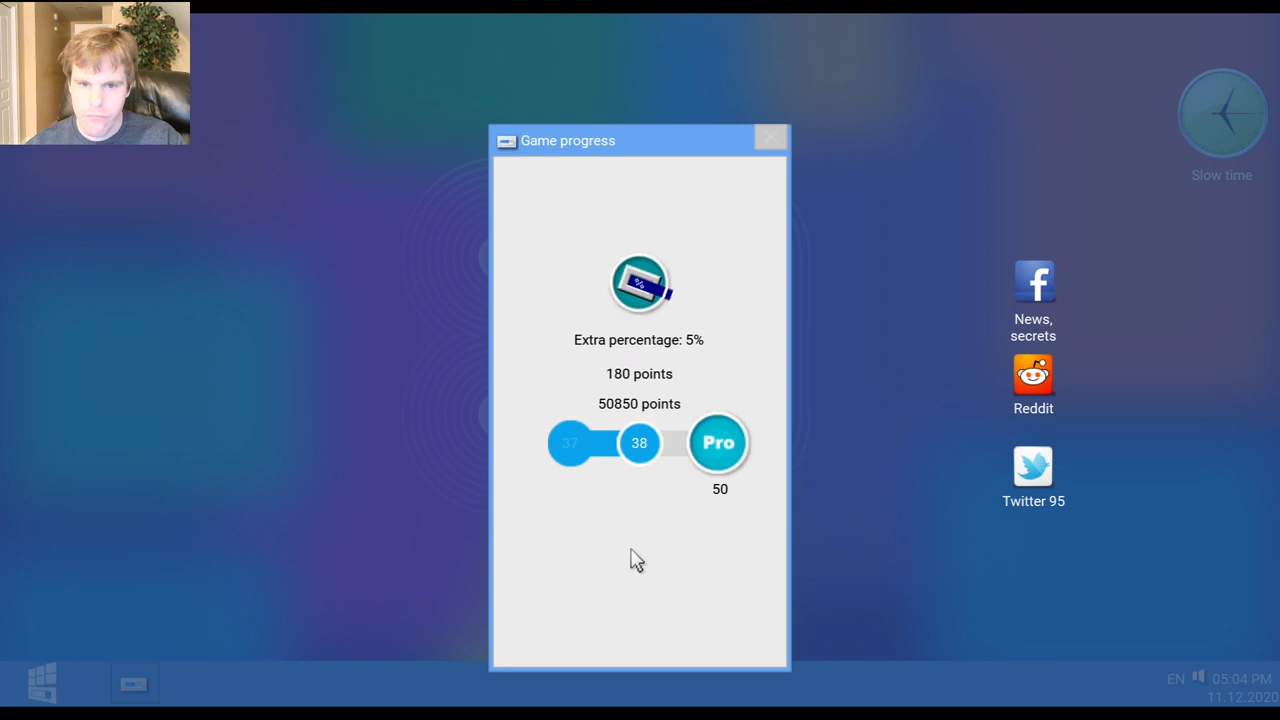 Game progress
Slow time
Extra percentage: 5%
180 points
50850 points
37
38
Pro
50
News,
secrets
Reddit
Twitter 95
EN
05:04 PM
11.12.2020